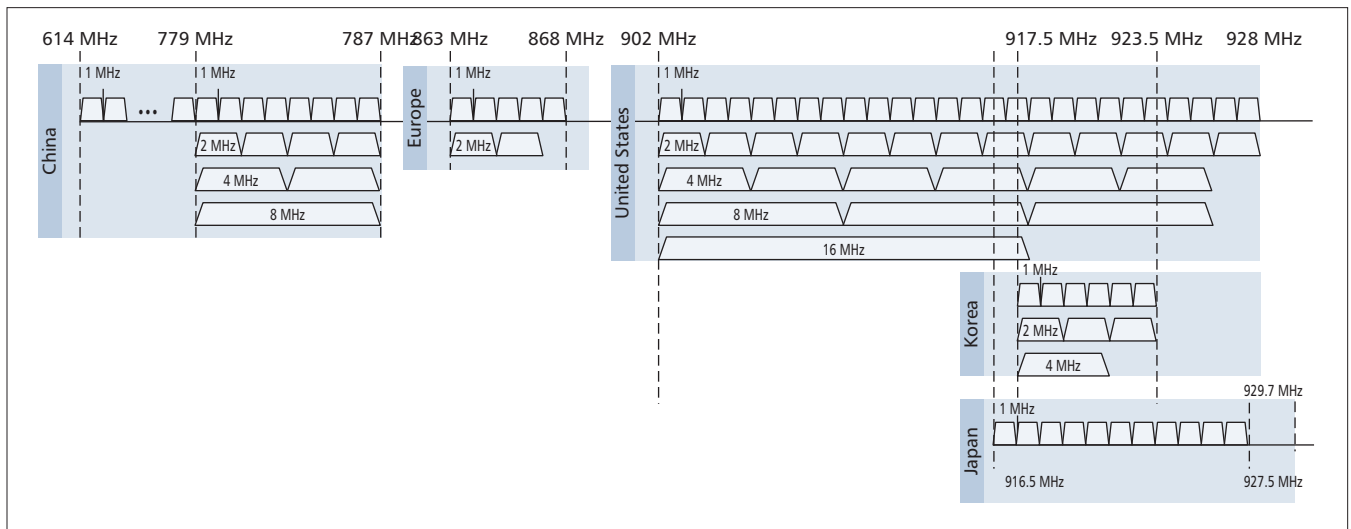 614 MHz 779 MHz 787 MHz 863 MHz 868 MHz 902 MHz 917.5 MHz 923.5 MHz 928 MHz
China
1 MHz 1 MHz
•••
2 MHz
4 MHz
8 MHz
Europe
1 MHz
2 MHz
United States
1 MHz
2 MHz
4 MHz
8 MHz
16 MHz
Korea
1 MHz
2 MHz
4 MHz
Japan
929.7 MHz
1 MHz
916.5 MHz 927.5 MHz